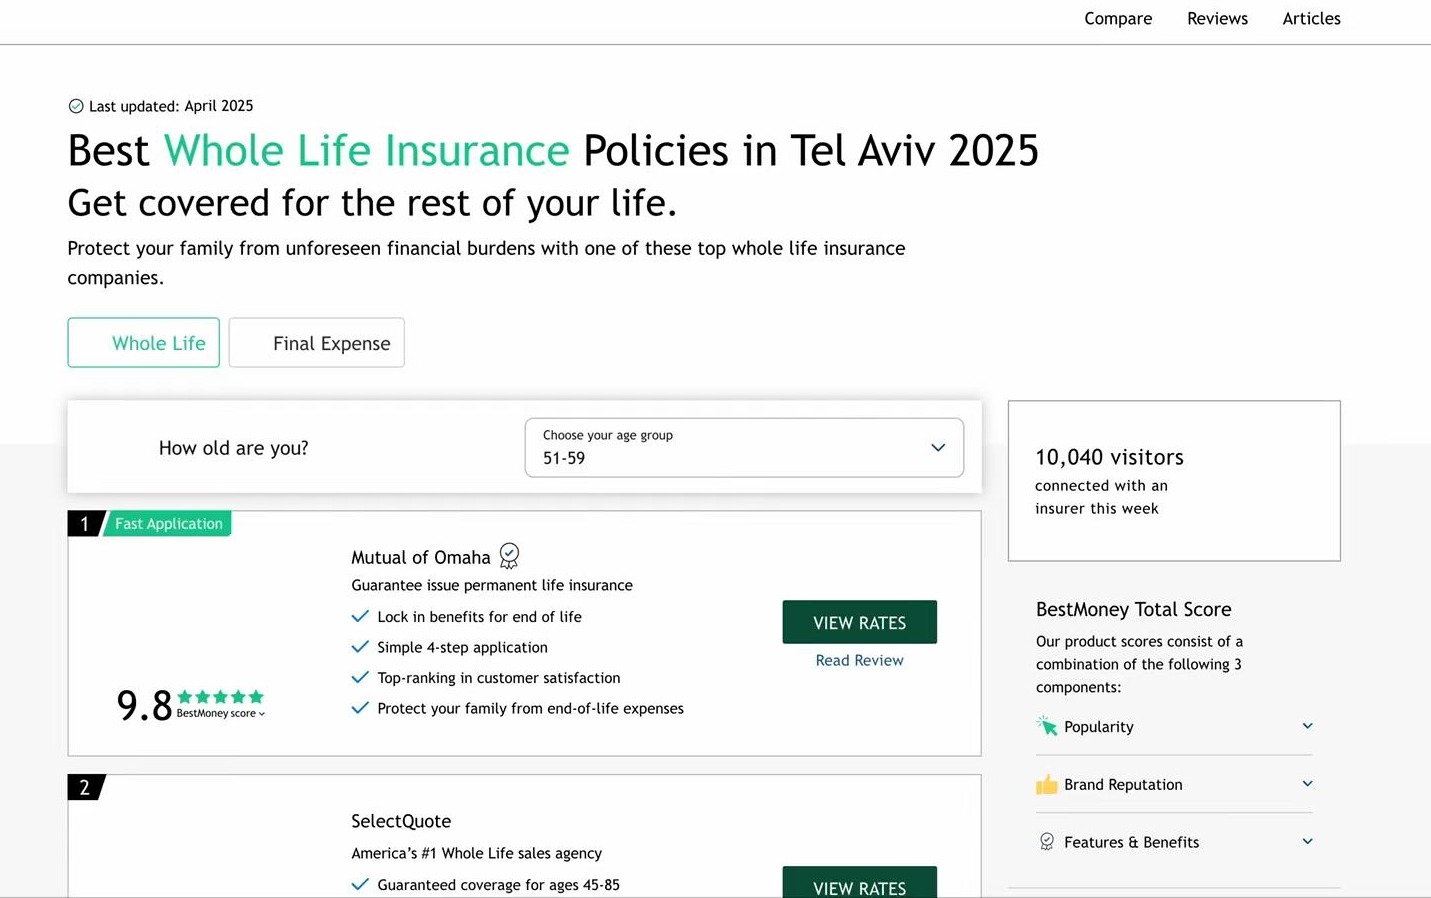 Compare Reviews Articles
Last updated: April 2025
Best Whole Life Insurance Policies in Tel Aviv 2025
Get covered for the rest of your life.
Protect your family from unforeseen financial burdens with one of these top whole life insurance
companies.
Whole Life Final Expense
How old are you?
Choose your age group
51-59
1 Fast Application
Mutual of Omaha
Guarantee issue permanent life insurance
Lock in benefits for end of life
Simple 4-step application
Top-ranking in customer satisfaction
Protect your family from end-of-life expenses
9.8
BestMoney score
VIEW RATES
Read Review
2
SelectQuote
America's #1 Whole Life sales agency
Guaranteed coverage for ages 45-85
VIEW RATES
10,040 visitors
connected with an
insurer this week
BestMoney Total Score
Our product scores consist of a
combination of the following 3
components:
Popularity
Brand Reputation
Features & Benefits